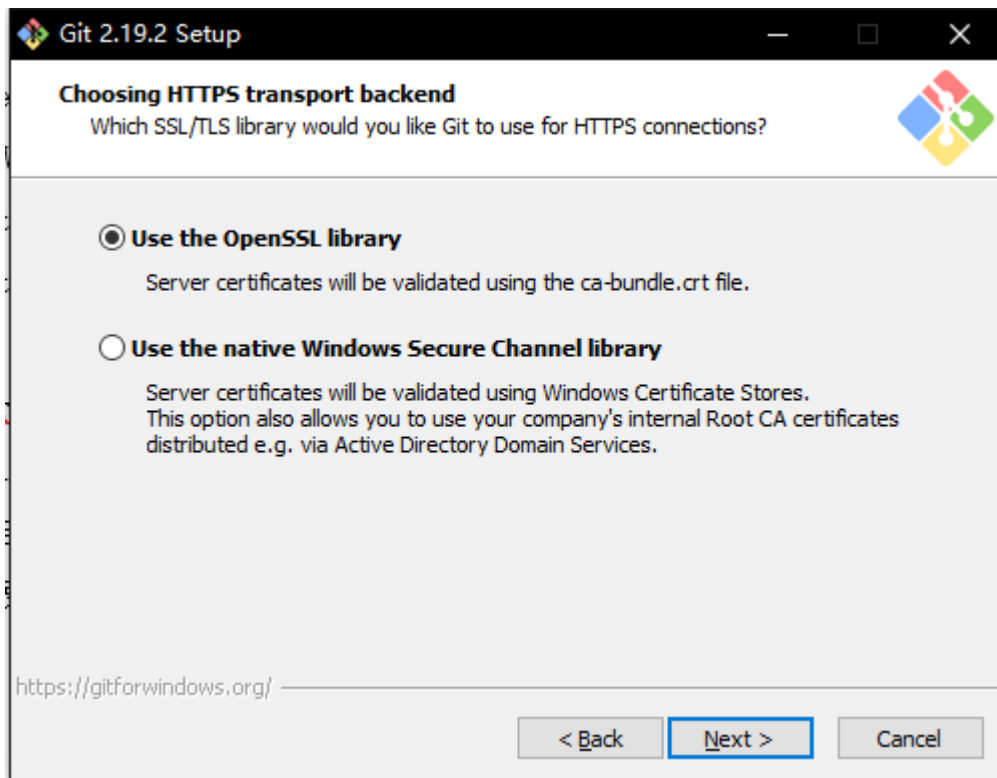 Git 2.19.2 Setup
Choosing HTTPS transport backend
Which SSL/TLS library would you like Git to use for HTTPS connections?
Use the OpenSSL library
Server certificates will be validated using the ca-bundle.crt file.
Use the native Windows Secure Channel library
Server certificates will be validated using Windows Certificate Stores.
This option also allows you to use your company's internal Root CA certificates
distributed e.g. via Active Directory Domain Services.
https://gitforwindows.org/
< Back
Next >
Cancel